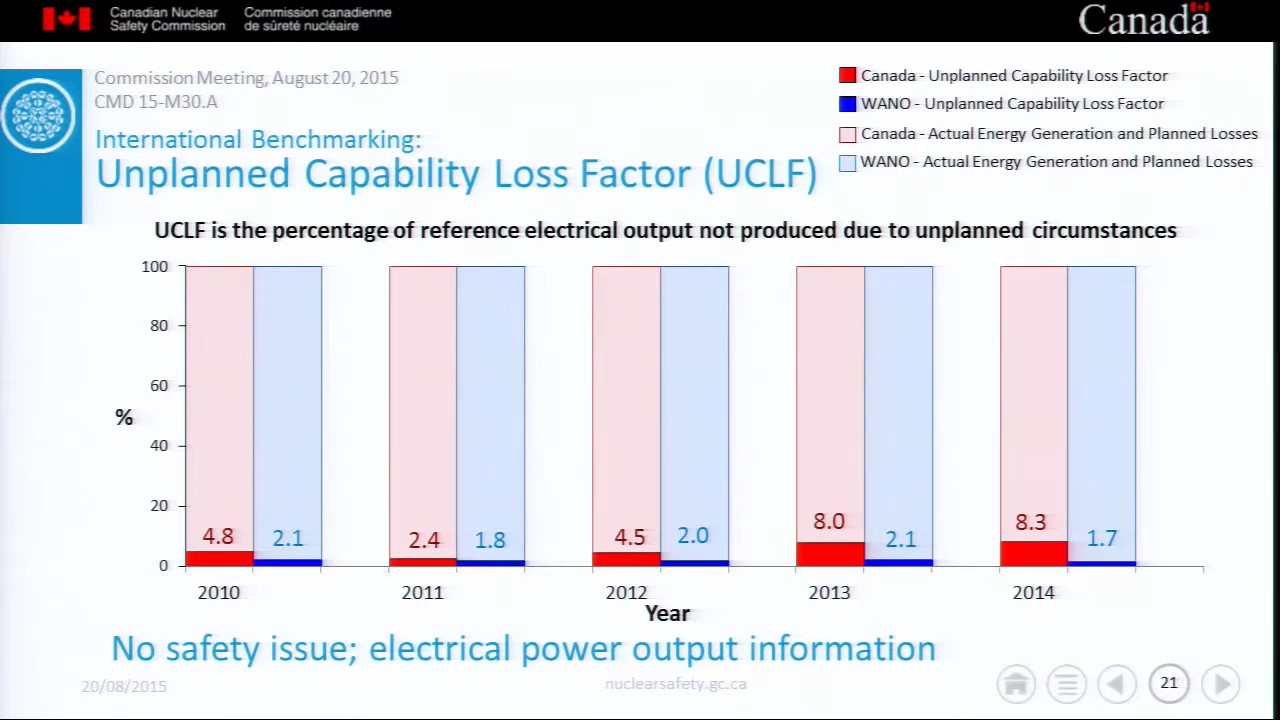 Canadian Nuclear Safety Commission
Commission canadienne de sûreté nucléaire
Canada
Commission Meeting, August 20, 2015
CMD 15-M30.A
International Benchmarking:
Unplanned Capability Loss Factor (UCLF)
Canada - Unplanned Capability Loss Factor
WANO - Unplanned Capability Loss Factor
Canada - Actual Energy Generation and Planned Losses
WANO - Actual Energy Generation and Planned Losses
UCLF is the percentage of reference electrical output not produced due to unplanned circumstances
100
80
60
%
40
20
0
4.8 2.1 2.4 1.8 4.5 2.0 8.0 2.1 8.3 1.7
2010 2011 2012 2013 2014
Year
No safety issue; electrical power output information
20/08/2015 nuclearsafety.gc.ca 21